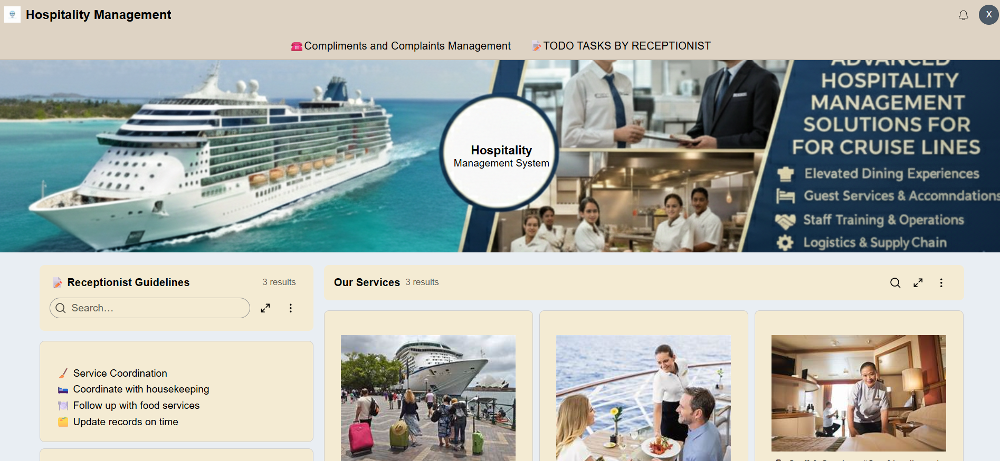 Hospitality Management
X
Compliments and Complaints Management
TODO TASKS BY RECEPTIONIST
Hospitality
Management System
ADVANCED
HOSPITALITY
MANAGEMENT
SOLUTIONS FOR
FOR CRUISE LINES
Elevated Dining Experiences
Guest Services & Accomndations
Staff Training & Operations
Logistics & Supply Chain
Receptionist Guidelines
3 results
Search…
Service Coordination
Coordinate with housekeeping
Follow up with food services
Update records on time
Our Services
3 results